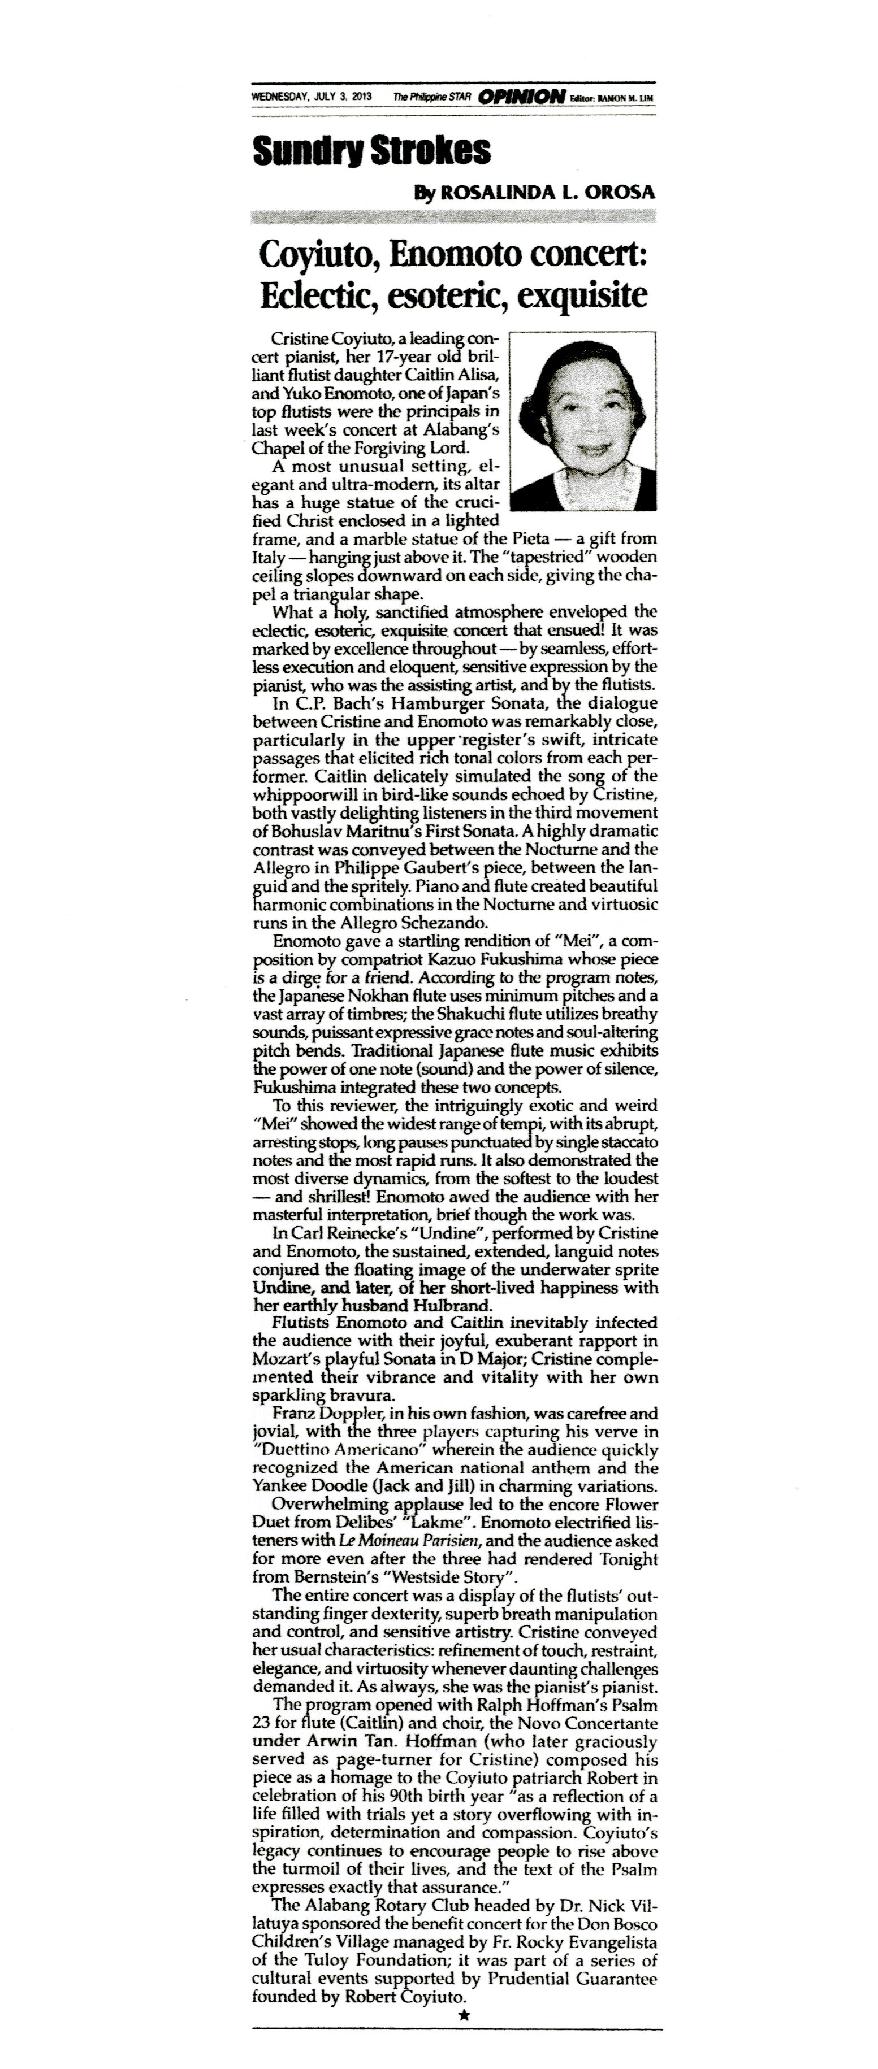 WEDNESDAY, JULY 3, 2013 The Philippine STAR OPINION Editor: RAMON M. LIM
Sundry Strokes
By ROSALINDA L. OROSA
Coyiuto, Enomoto concert:
Eclectic, esoteric, exquisite
Cristine Coyiuto, a leading con-
cert pianist, her 17-year old bril-
liant flutist daughter Caitlin Alisa,
and Yuko Enomoto, one of Japan's
top flutists were the principals in
last week's concert at Alabang's
Chapel of the Forgiving Lord.
A most unusual setting, el-
egant and ultra-modern, its altar
has a huge statue of the cruci-
fied Christ enclosed in a lighted
frame, and a marble statue of the Pieta — a gift from
Italy — hanging just above it. The "tapestried" wooden
ceiling slopes downward on each side, giving the cha-
pel a triangular shape.
What a holy, sanctified atmosphere enveloped the
eclectic, esoteric, exquisite concert that ensued! It was
marked by excellence throughout — by seamless, effort-
less execution and eloquent, sensitive expression by the
pianist, who was the assisting artist, and by the flutists.
In C.P. Bach's Hamburger Sonata, the dialogue
between Cristine and Enomoto was remarkably close,
particularly in the upper register's swift, intricate
passages that elicited rich tonal colors from each per-
former. Caitlin delicately simulated the song of the
whippoorwill in bird-like sounds echoed by Cristine,
both vastly delighting listeners in the third movement
of Bohuslav Maritnu's First Sonata. A highly dramatic
contrast was conveyed between the Nocturne and the
Allegro in Philippe Gaubert's piece, between the lan-
guid and the spritely. Piano and flute created beautiful
harmonic combinations in the Nocturne and virtuosic
runs in the Allegro Schezando.
Enomoto gave a startling rendition of "Mei", a com-
position by compatriot Kazuo Fukushima whose piece
is a dirge for a friend. According to the program notes,
the Japanese Nokhan flute uses minimum pitches and a
vast array of timbres; the Shakuchi flute utilizes breathy
sounds, puissant expressive grace notes and soul-altering
pitch bends. Traditional Japanese flute music exhibits
the power of one note (sound) and the power of silence,
Fukushima integrated these two concepts.
To this reviewer, the intriguingly exotic and weird
"Mei" showed the widest range of tempi, with its abrupt,
arresting stops, long pauses punctuated by single staccato
notes and the most rapid runs. It also demonstrated the
most diverse dynamics, from the softest to the loudest
— and shrillest! Enomoto awed the audience with her
masterful interpretation, brief though the work was.
In Carl Reinecke's "Undine", performed by Cristine
and Enomoto, the sustained, extended, languid notes
conjured the floating image of the underwater sprite
Undine, and later, of her short-lived happiness with
her earthly husband Hulbrand.
Flutists Enomoto and Caitlin inevitably infected
the audience with their joyful, exuberant rapport in
Mozart's playful Sonata in D Major; Cristine comple-
mented their vibrance and vitality with her own
sparkling bravura.
Franz Doppler, in his own fashion, was carefree and
jovial, with the three players capturing his verve in
"Duettino Americano" wherein the audience quickly
recognized the American national anthem and the
Yankee Doodle (Jack and Jill) in charming variations.
Overwhelming applause led to the encore Flower
Duet from Delibes' "Lakme". Enomoto electrified lis-
teners with Le Moineau Parisien, and the audience asked
for more even after the three had rendered Tonight
from Bernstein's "Westside Story".
The entire concert was a display of the flutists' out-
standing finger dexterity, superb breath manipulation
and control, and sensitive artistry. Cristine conveyed
her usual characteristics: refinement of touch, restraint,
elegance, and virtuosity whenever daunting challenges
demanded it. As always, she was the pianist's pianist.
The program opened with Ralph Hoffman's Psalm
23 for flute (Caitlin) and choir, the Novo Concertante
under Arwin Tan. Hoffman (who later graciously
served as page-turner for Cristine) composed his
piece as a homage to the Coyiuto patriarch Robert in
celebration of his 90th birth year "as a reflection of a
life filled with trials yet a story overflowing with in-
spiration, determination and compassion. Coyiuto's
legacy continues to encourage people to rise above
the turmoil of their lives, and the text of the Psalm
expresses exactly that assurance."
The Alabang Rotary Club headed by Dr. Nick Vil-
latuya sponsored the benefit concert for the Don Bosco
Children's Village managed by Fr. Rocky Evangelista
of the Tuloy Foundation; it was part of a series of
cultural events supported by Prudential Guarantee
founded by Robert Coyiuto.